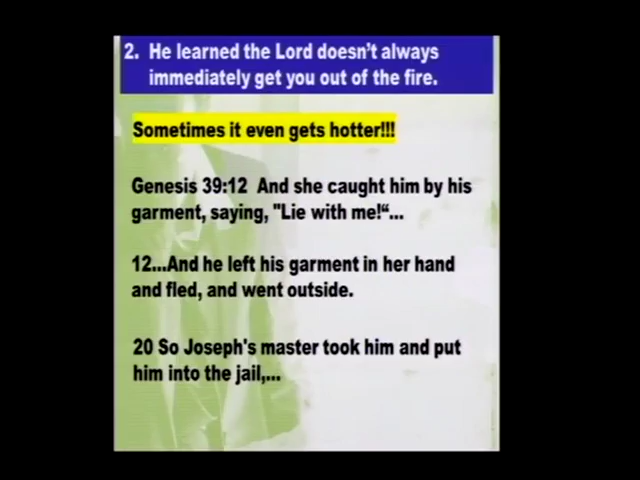 2. He learned the Lord doesn't always
immediately get you out of the fire.
Sometimes it even gets hotter!!!
Genesis 39:12 And she caught him by his
garment, saying, "Lie with me!“...
12...And he left his garment in her hand
and fled, and went outside.
20 So Joseph's master took him and put
him into the jail,...